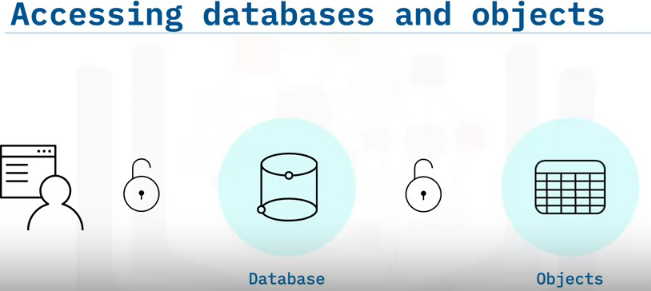 Accessing databases and objects
Database
Objects